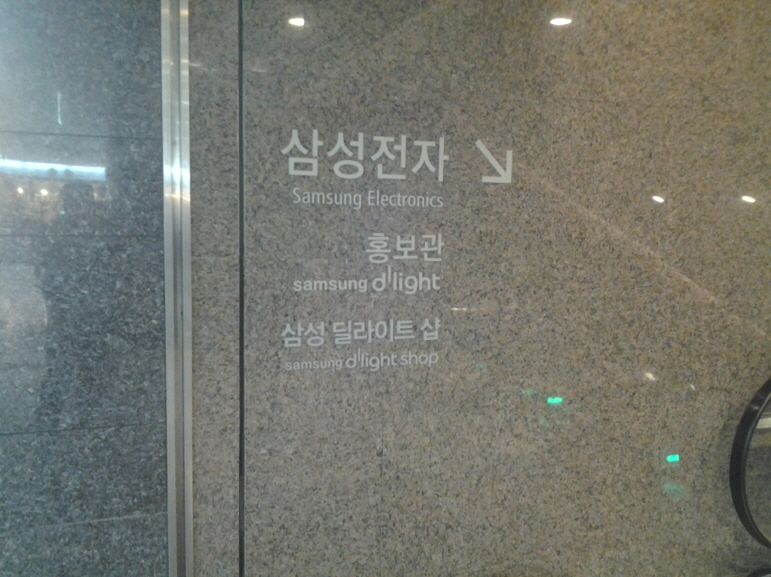 삼성전자
Samsung Electronics
홍보관
samsung d'light
삼성 딜라이트 샵
samsung d'light shop